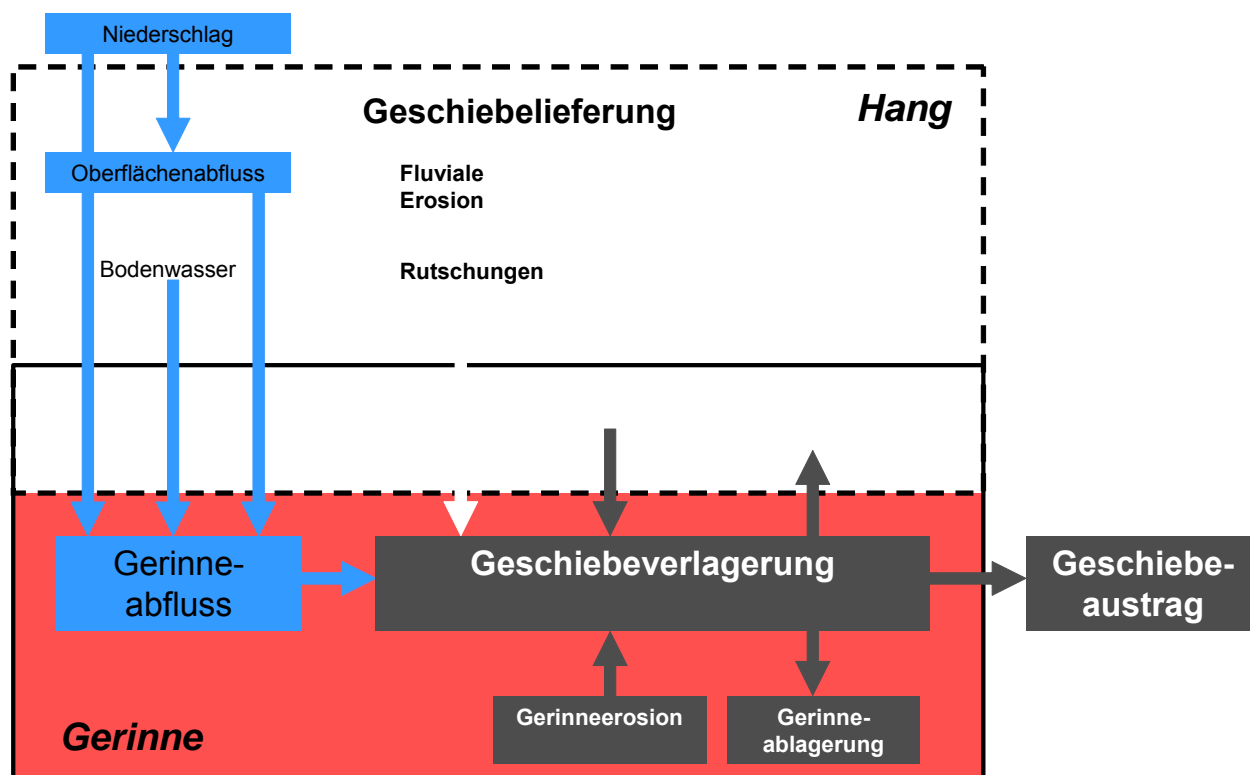 Niederschlag
Geschiebelieferung
Hang
Oberflächenabfluss
Fluviale
Erosion
Bodenwasser
Rutschungen
Gerinne-
abfluss
Geschiebeverlagerung
Geschiebe-
austrag
Gerinneerosion
Gerinne-
ablagerung
Gerinne